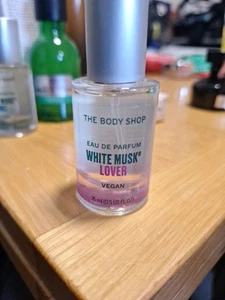 THE BODY SHOP
EAU DE PARFUM
WHITE MUSK®
LOVER
VEGAN